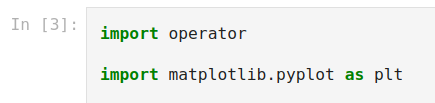 In [3]:
import operator
import matplotlib.pyplot as plt